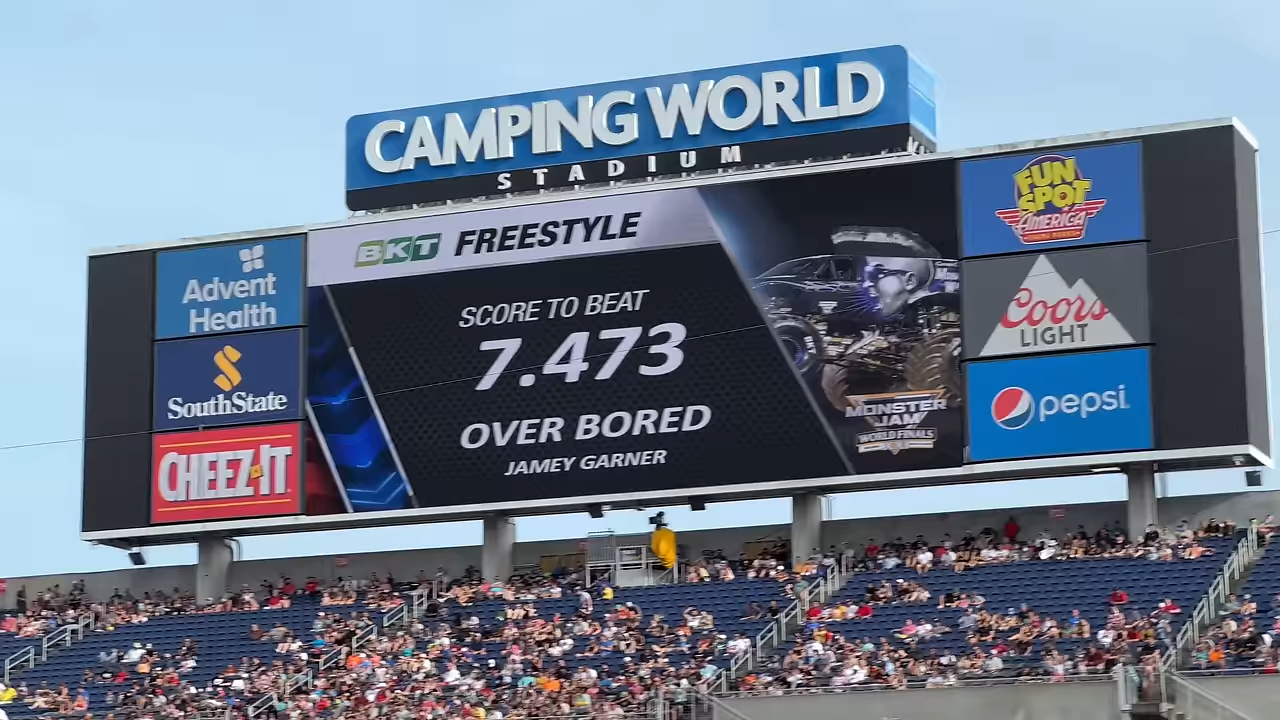 CAMPING WORLD
STADIUM
Advent
Health
SouthState
CHEEZ-IT
BKT FREESTYLE
SCORE TO BEAT
7.473
OVER BORED
JAMEY GARNER
MONSTER
JAM
WORLD FINALS
FUN
SPOT
AMERICA
Coors
LIGHT
pepsi